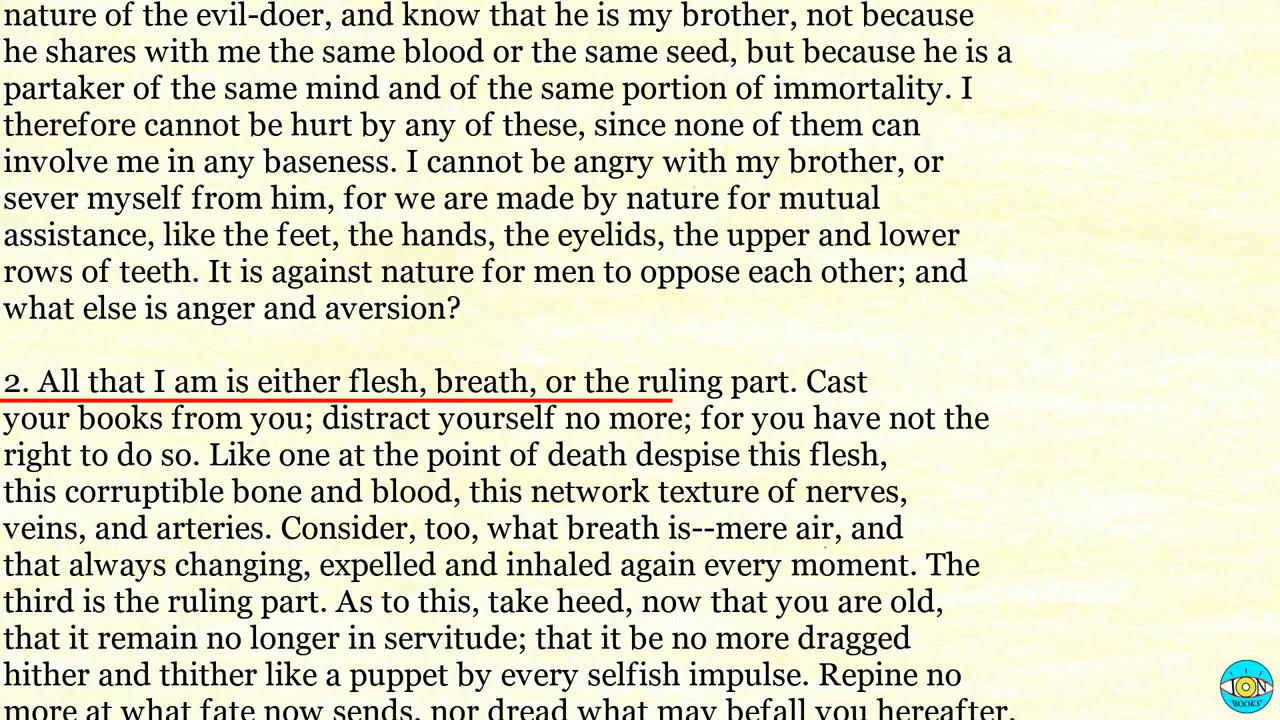 nature of the evil-doer, and know that he is my brother, not because
he shares with me the same blood or the same seed, but because he is a
partaker of the same mind and of the same portion of immortality. I
therefore cannot be hurt by any of these, since none of them can
involve me in any baseness. I cannot be angry with my brother, or
sever myself from him, for we are made by nature for mutual
assistance, like the feet, the hands, the eyelids, the upper and lower
rows of teeth. It is against nature for men to oppose each other; and
what else is anger and aversion?
2. All that I am is either flesh, breath, or the ruling part. Cast
your books from you; distract yourself no more; for you have not the
right to do so. Like one at the point of death despise this flesh,
this corruptible bone and blood, this network texture of nerves,
veins, and arteries. Consider, too, what breath is--mere air, and
that always changing, expelled and inhaled again every moment. The
third is the ruling part. As to this, take heed, now that you are old,
that it remain no longer in servitude; that it be no more dragged
hither and thither like a puppet by every selfish impulse. Repine no
more at what fate now sends, nor dread what may befall you hereafter.
ION
BOOKS